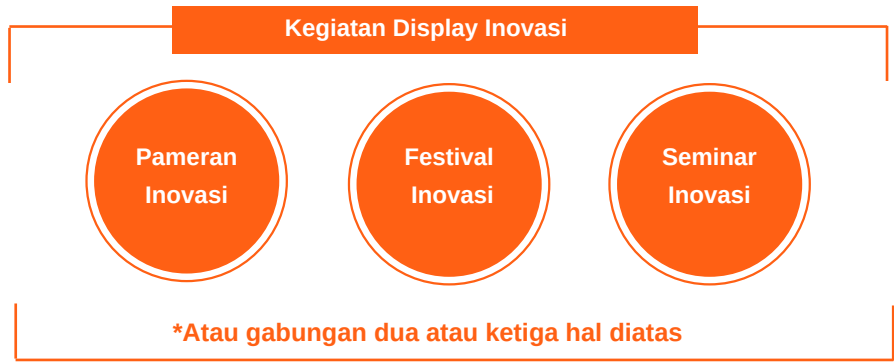 Kegiatan Display Inovasi
Pameran
Inovasi
Festival
Inovasi
Seminar
Inovasi
*Atau gabungan dua atau ketiga hal diatas